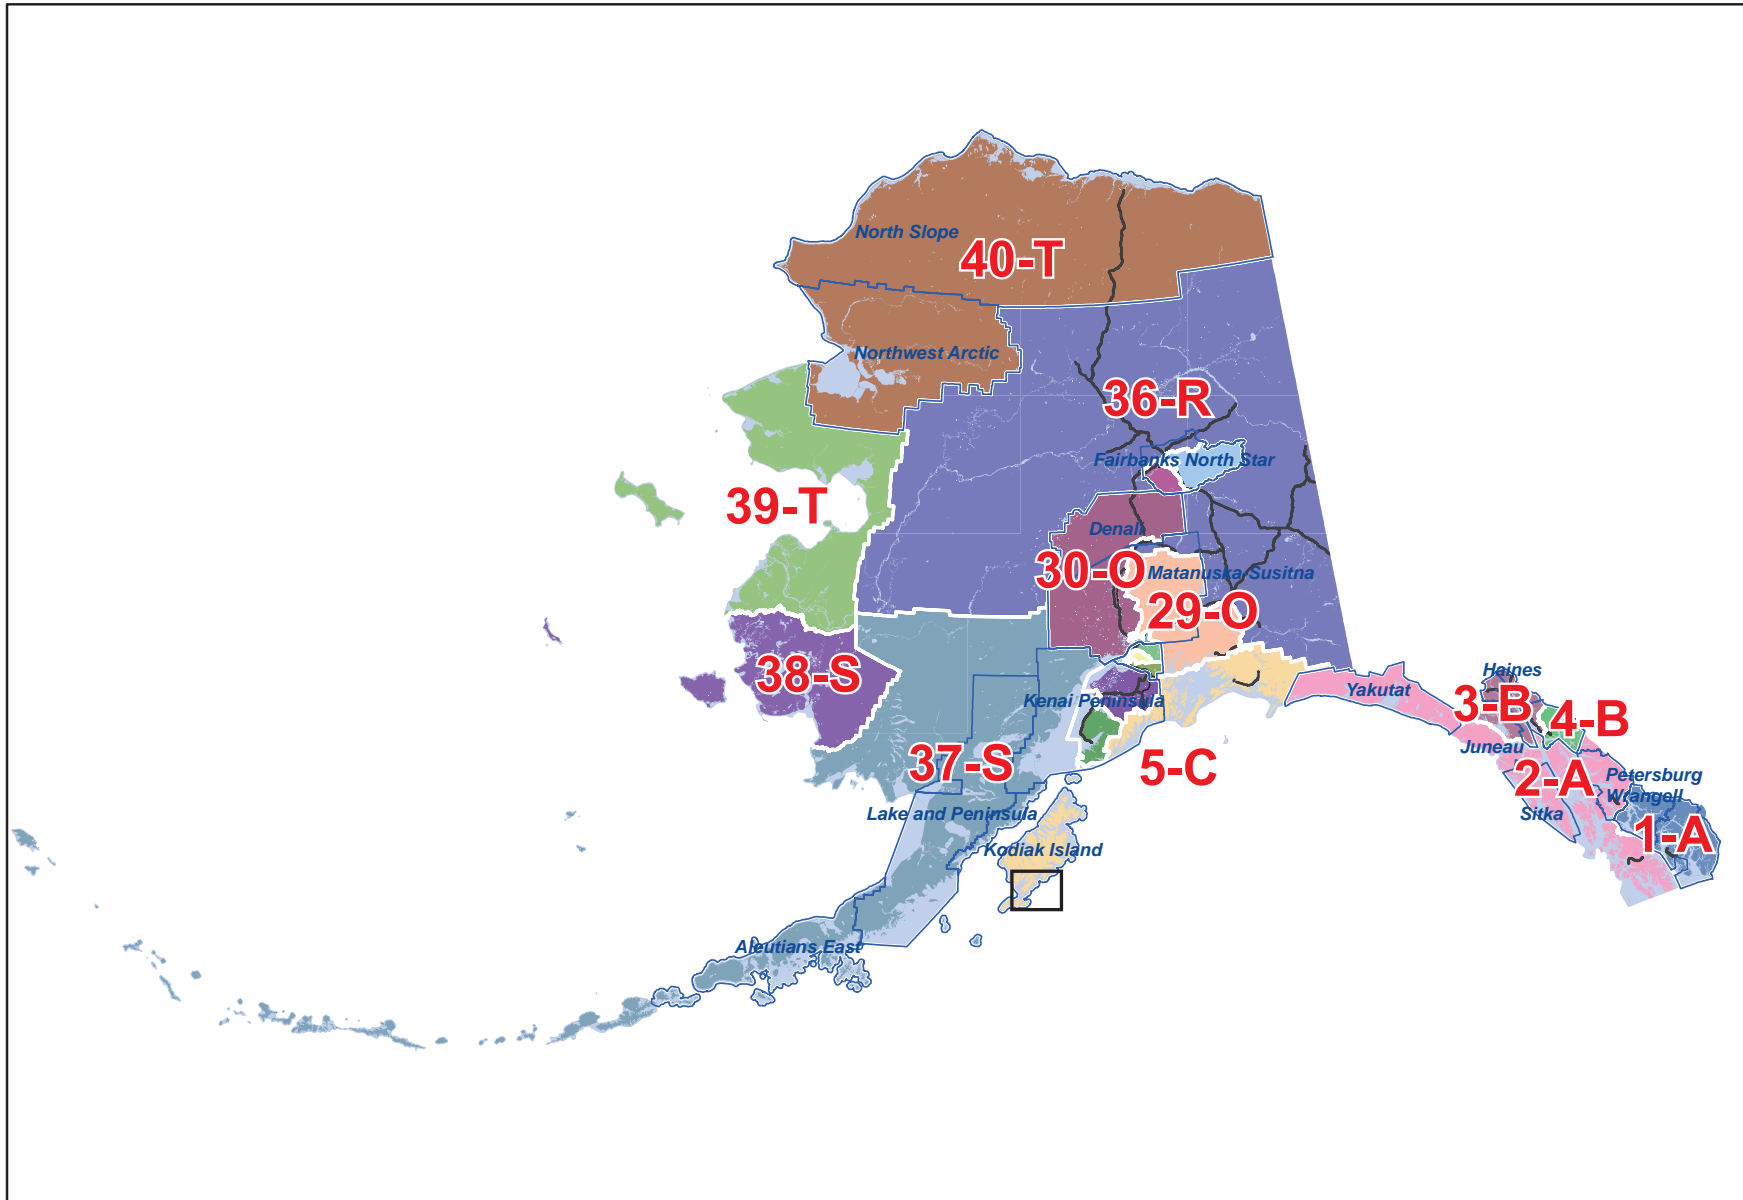 North Slope
40-T
Northwest Arctic
36-R
Fairbanks North Star
39-T
Denali
30-O
Matanuska-Susitna
29-O
38-S
Haines
Yakutat
3-B
Kenai Peninsula
4-B
Juneau
37-S
5-C
2-A
Petersburg
Wrangell
Lake and Peninsula
Sitka
1-A
Kodiak Island
Aleutians East